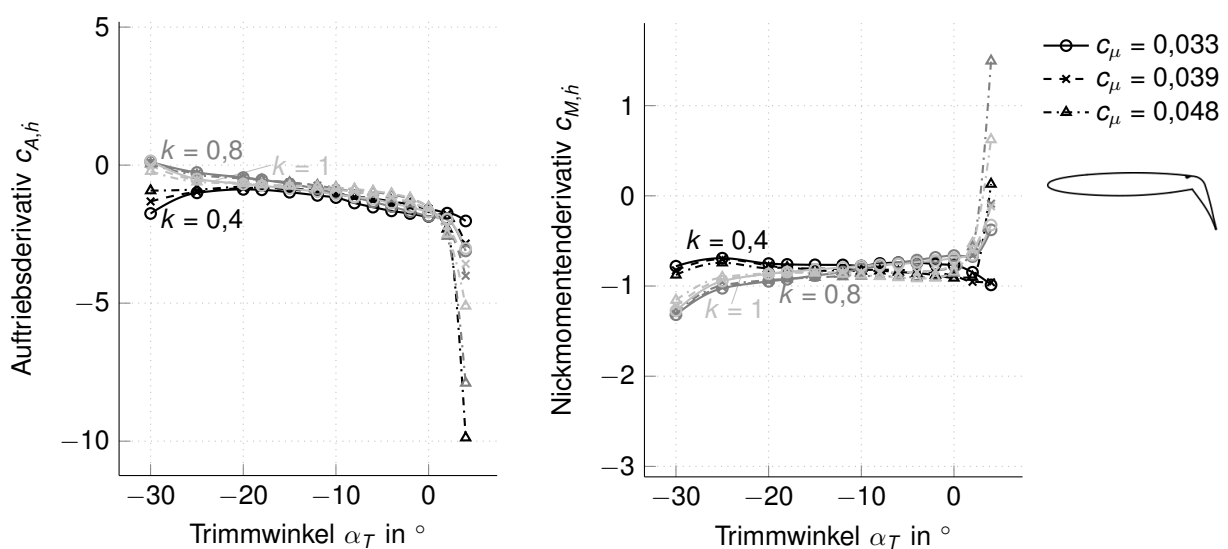 5
0
−5
−10
−30
−20
−10
0
Auftriebsderivativ c_{A,ḣ}
Trimmwinkel α_T in °
k = 0,8
k = 1
k = 0,4
1
0
−1
−2
−3
−30
−20
−10
0
Nickmomentenderivativ c_{M,ḣ}
Trimmwinkel α_T in °
k = 0,4
k = 1
k = 0,8
c_μ = 0,033
c_μ = 0,039
c_μ = 0,048